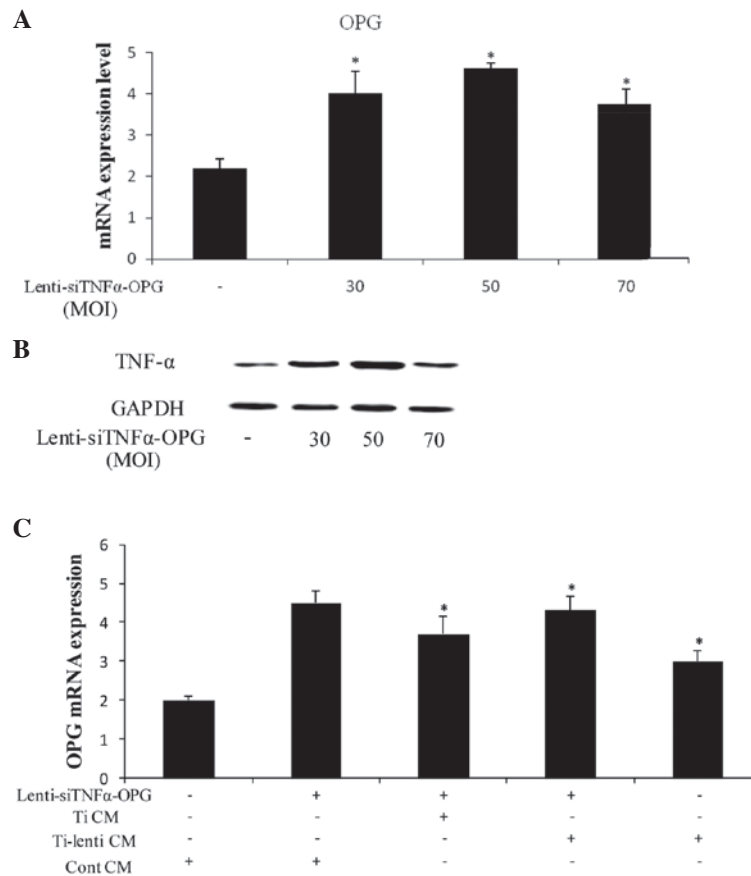 A
OPG
mRNA expression level
5
4
3
2
1
0
* * *
Lenti-siTNFα-OPG - 30 50 70
(MOI)
B
TNF-α
GAPDH
Lenti-siTNFα-OPG - 30 50 70
(MOI)
C
OPG mRNA expression
6
5
4
3
2
1
0
* * *
Lenti-siTNFα-OPG - + + + -
Ti CM - - + - -
Ti-lenti CM - - - + +
Cont CM + + - - -